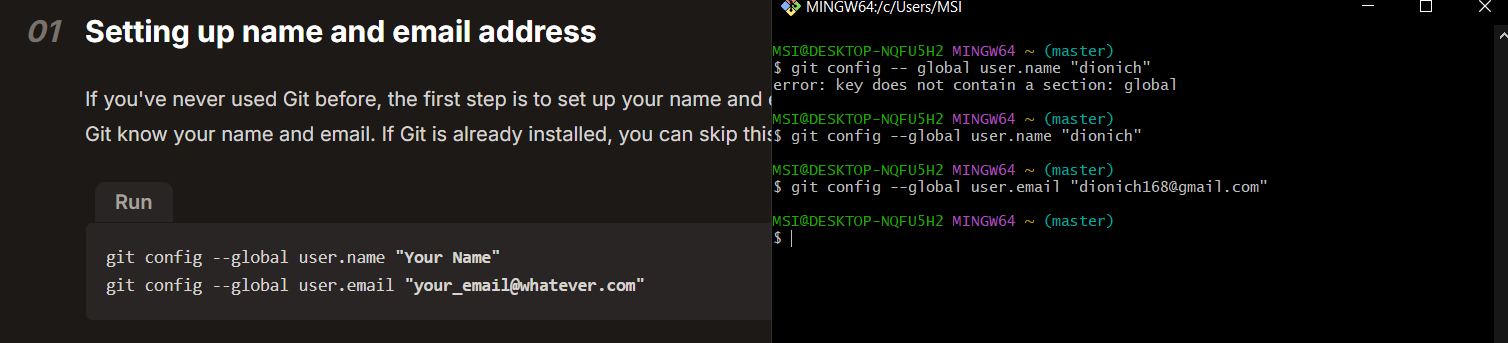 01 Setting up name and email address
If you've never used Git before, the first step is to set up your name and
Git know your name and email. If Git is already installed, you can skip this
Run
git config --global user.name "Your Name"
git config --global user.email "your_email@whatever.com"
MINGW64:/c/Users/MSI
MSI@DESKTOP-NQFU5H2 MINGW64 ~ (master)
$ git config -- global user.name "dionich"
error: key does not contain a section: global
MSI@DESKTOP-NQFU5H2 MINGW64 ~ (master)
$ git config --global user.name "dionich"
MSI@DESKTOP-NQFU5H2 MINGW64 ~ (master)
$ git config --global user.email "dionich168@gmail.com"
MSI@DESKTOP-NQFU5H2 MINGW64 ~ (master)
$